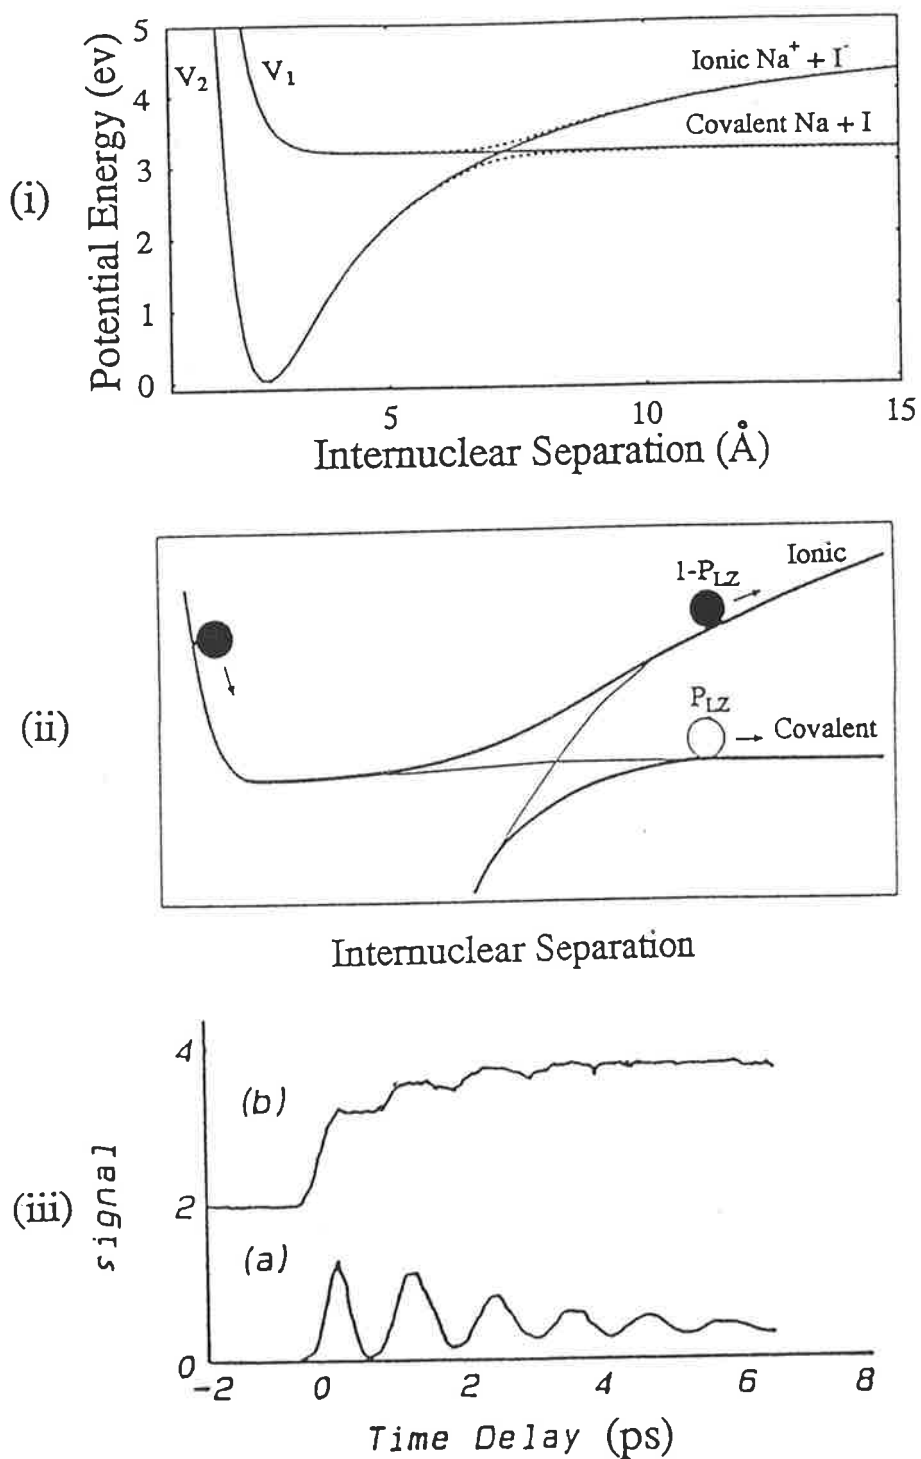 (i)
Potential Energy (ev)
5
4
3
2
1
0
V₂
V₁
Ionic Na⁺ + I⁻
Covalent Na + I
5
10
15
Internuclear Separation (Å)
(ii)
1-P_LZ
Ionic
P_LZ
Covalent
Internuclear Separation
(iii)
signal
4
2
0
(b)
(a)
-2
0
2
4
6
8
Time Delay (ps)